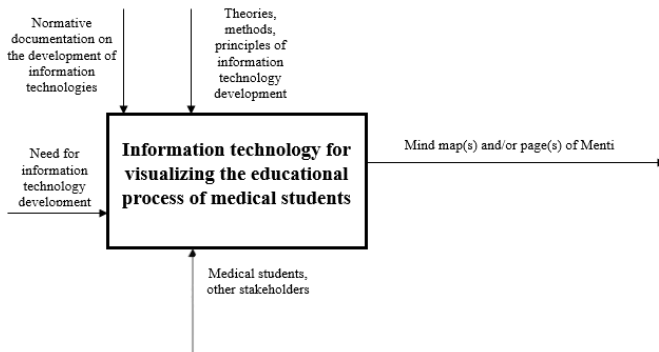 Normative
documentation on
the development of
information
technologies
Theories,
methods,
principles of
information
technology
development
Need for
information
technology
development
Information technology for
visualizing the educational
process of medical students
Mind map(s) and/or page(s) of Menti
Medical students,
other stakeholders